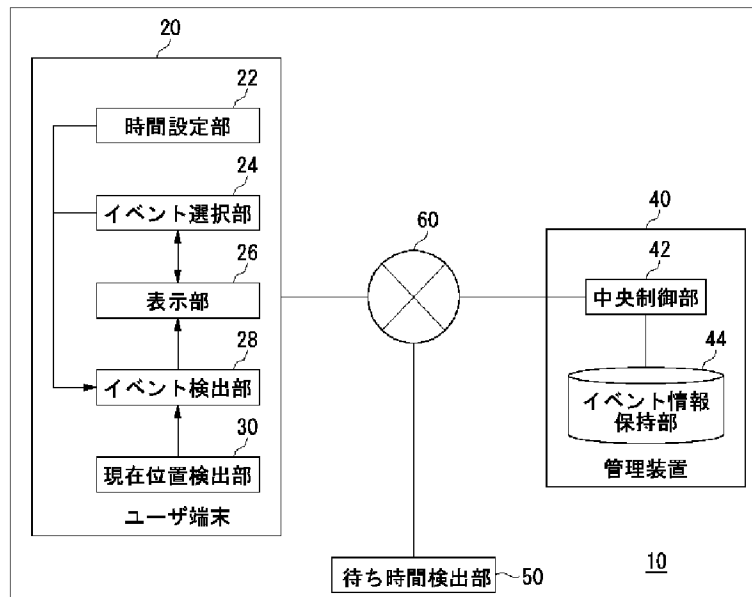 20
22
時間設定部
24
イベント選択部
26
表示部
28
イベント検出部
30
現在位置検出部
ユーザ端末
60
40
42
中央制御部
44
イベント情報
保持部
管理装置
待ち時間検出部
50
10